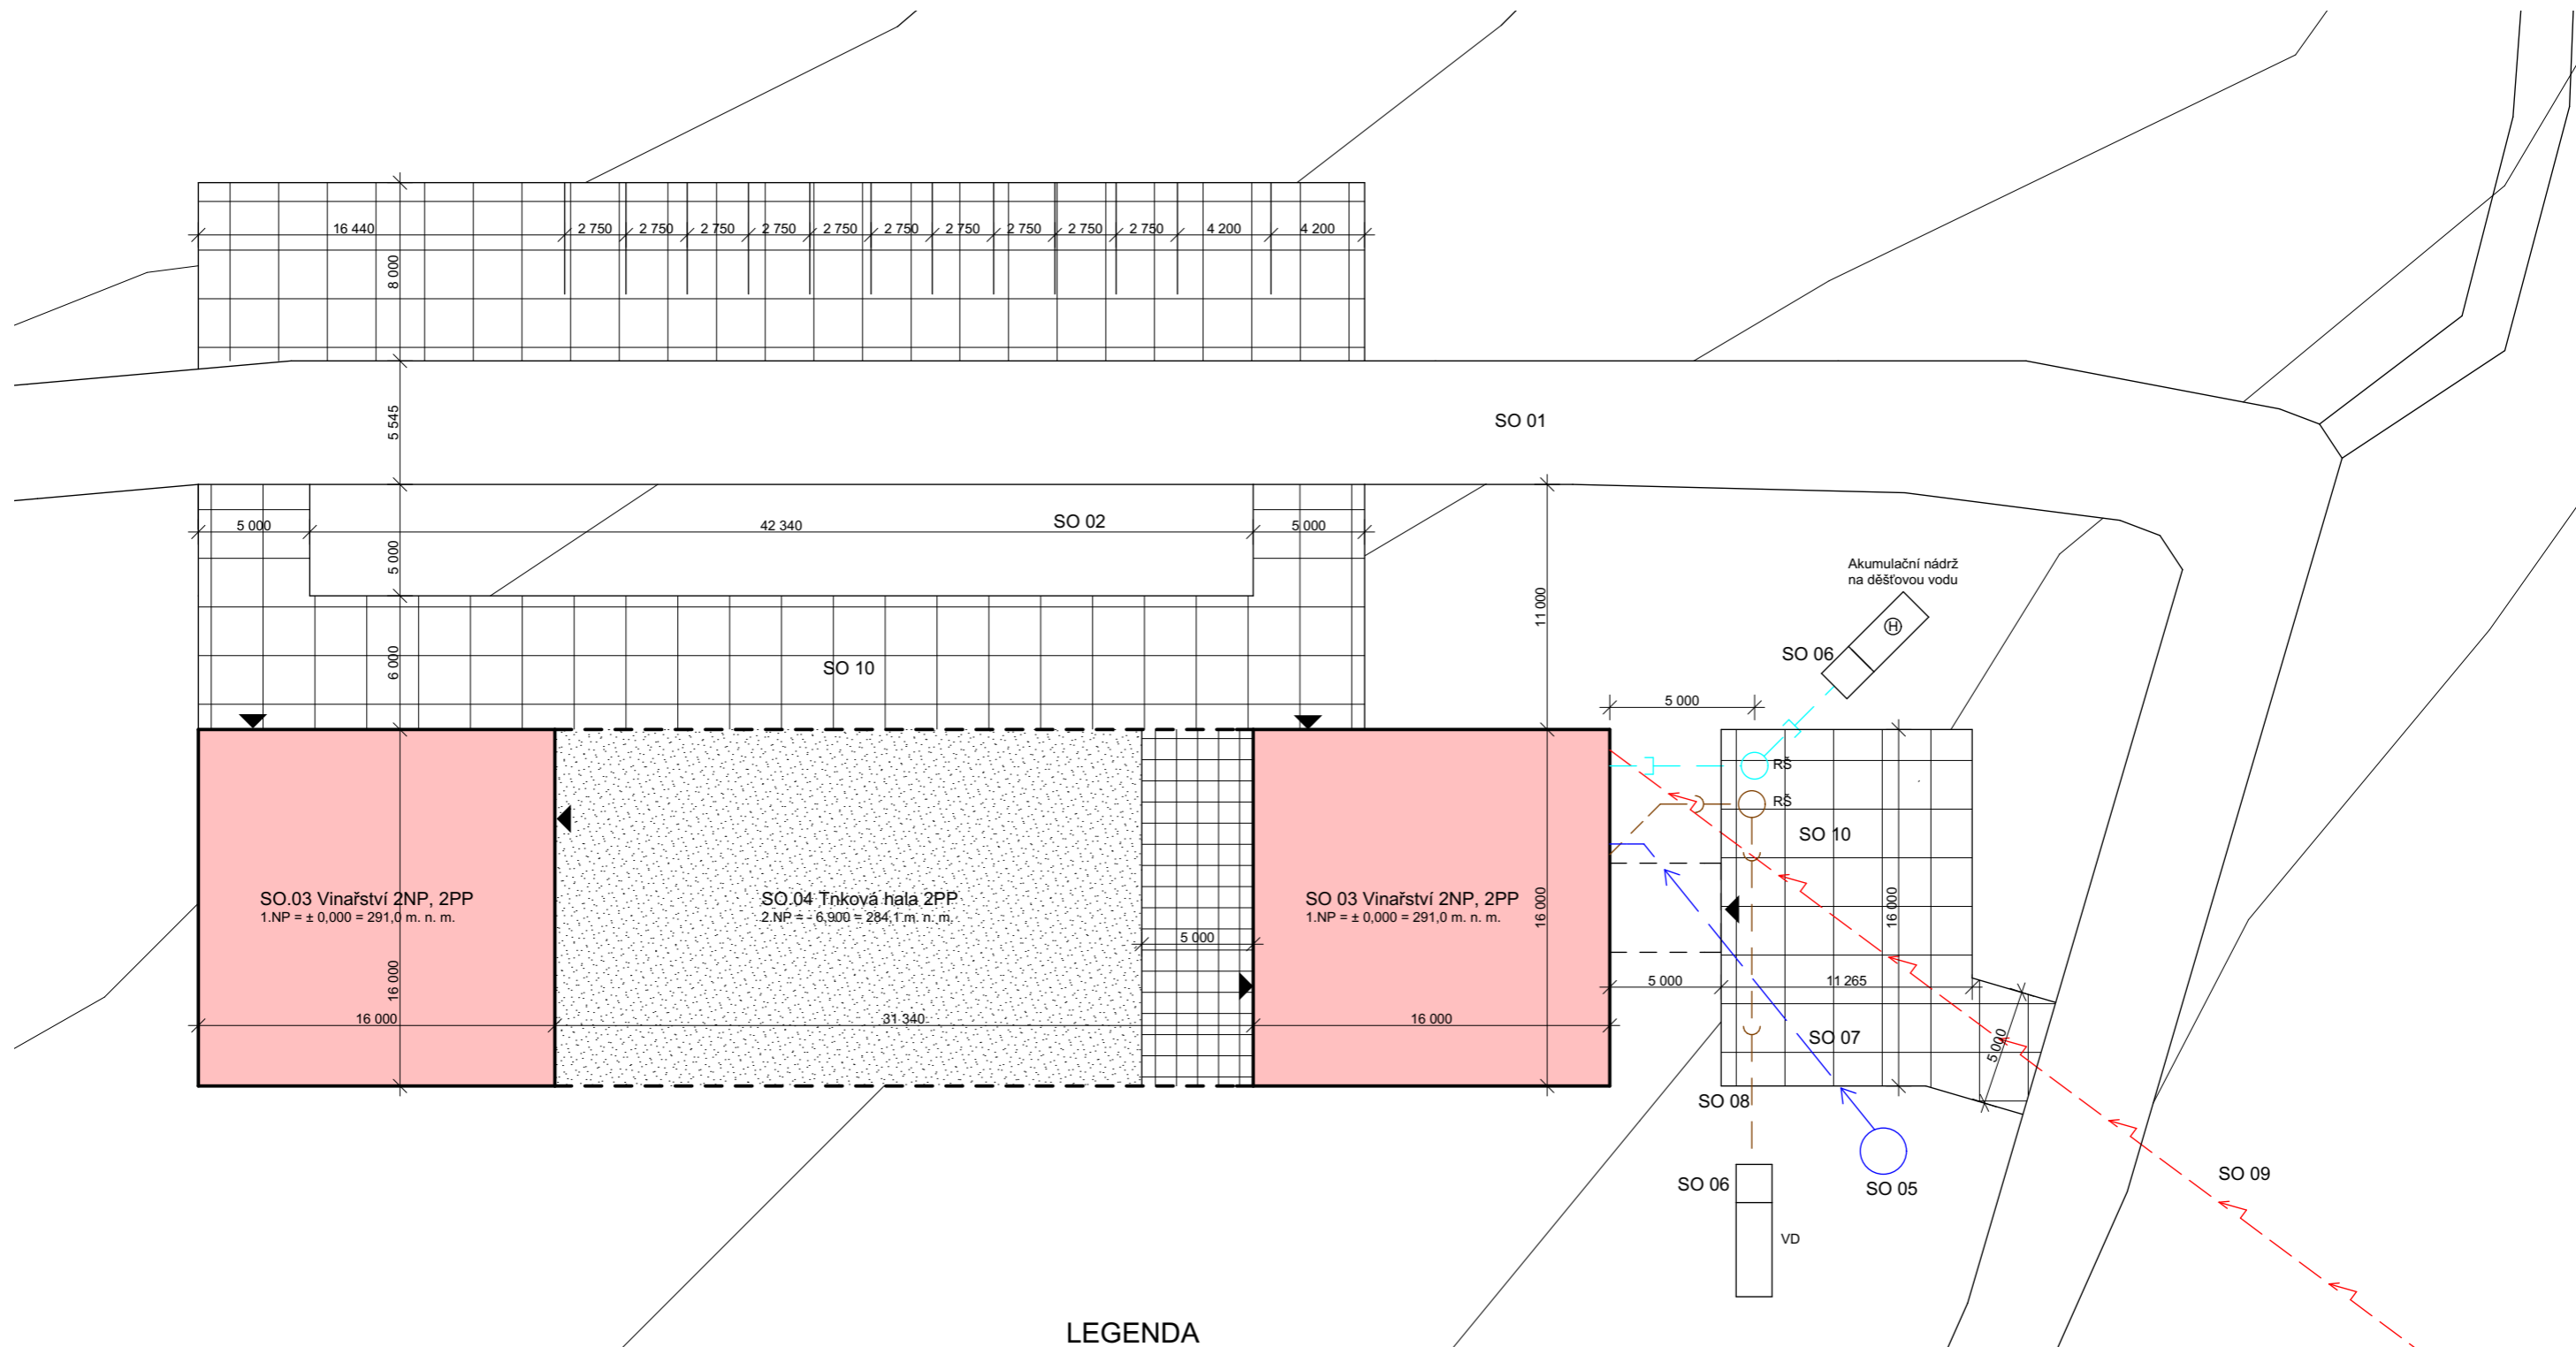 16 440
2 750
2 750
2 750
2 750
2 750
2 750
2 750
2 750
2 750
2 750
4 200
4 200
8 000
5 545
SO 01
5 000
42 340
SO 02
5 000
5 000
11 000
Akumulační nádrž
na děšťovou vodu
H
SO 06
6 000
SO 10
5 000
RŠ
RŠ
SO 10
SO.03 Vinařství 2NP, 2PP
1.NP = ± 0,000 = 291,0 m. n. m.
SO.04 Tnková hala 2PP
2.NP = - 6,900 = 284,1 m. n. m.
SO 03 Vinařství 2NP, 2PP
1.NP = ± 0,000 = 291,0 m. n. m.
16 000
16 000
5 000
16 000
5 000
11 265
16 000
31 340
16 000
SO 07
5 000
SO 08
SO 09
SO 06
SO 05
VD
LEGENDA